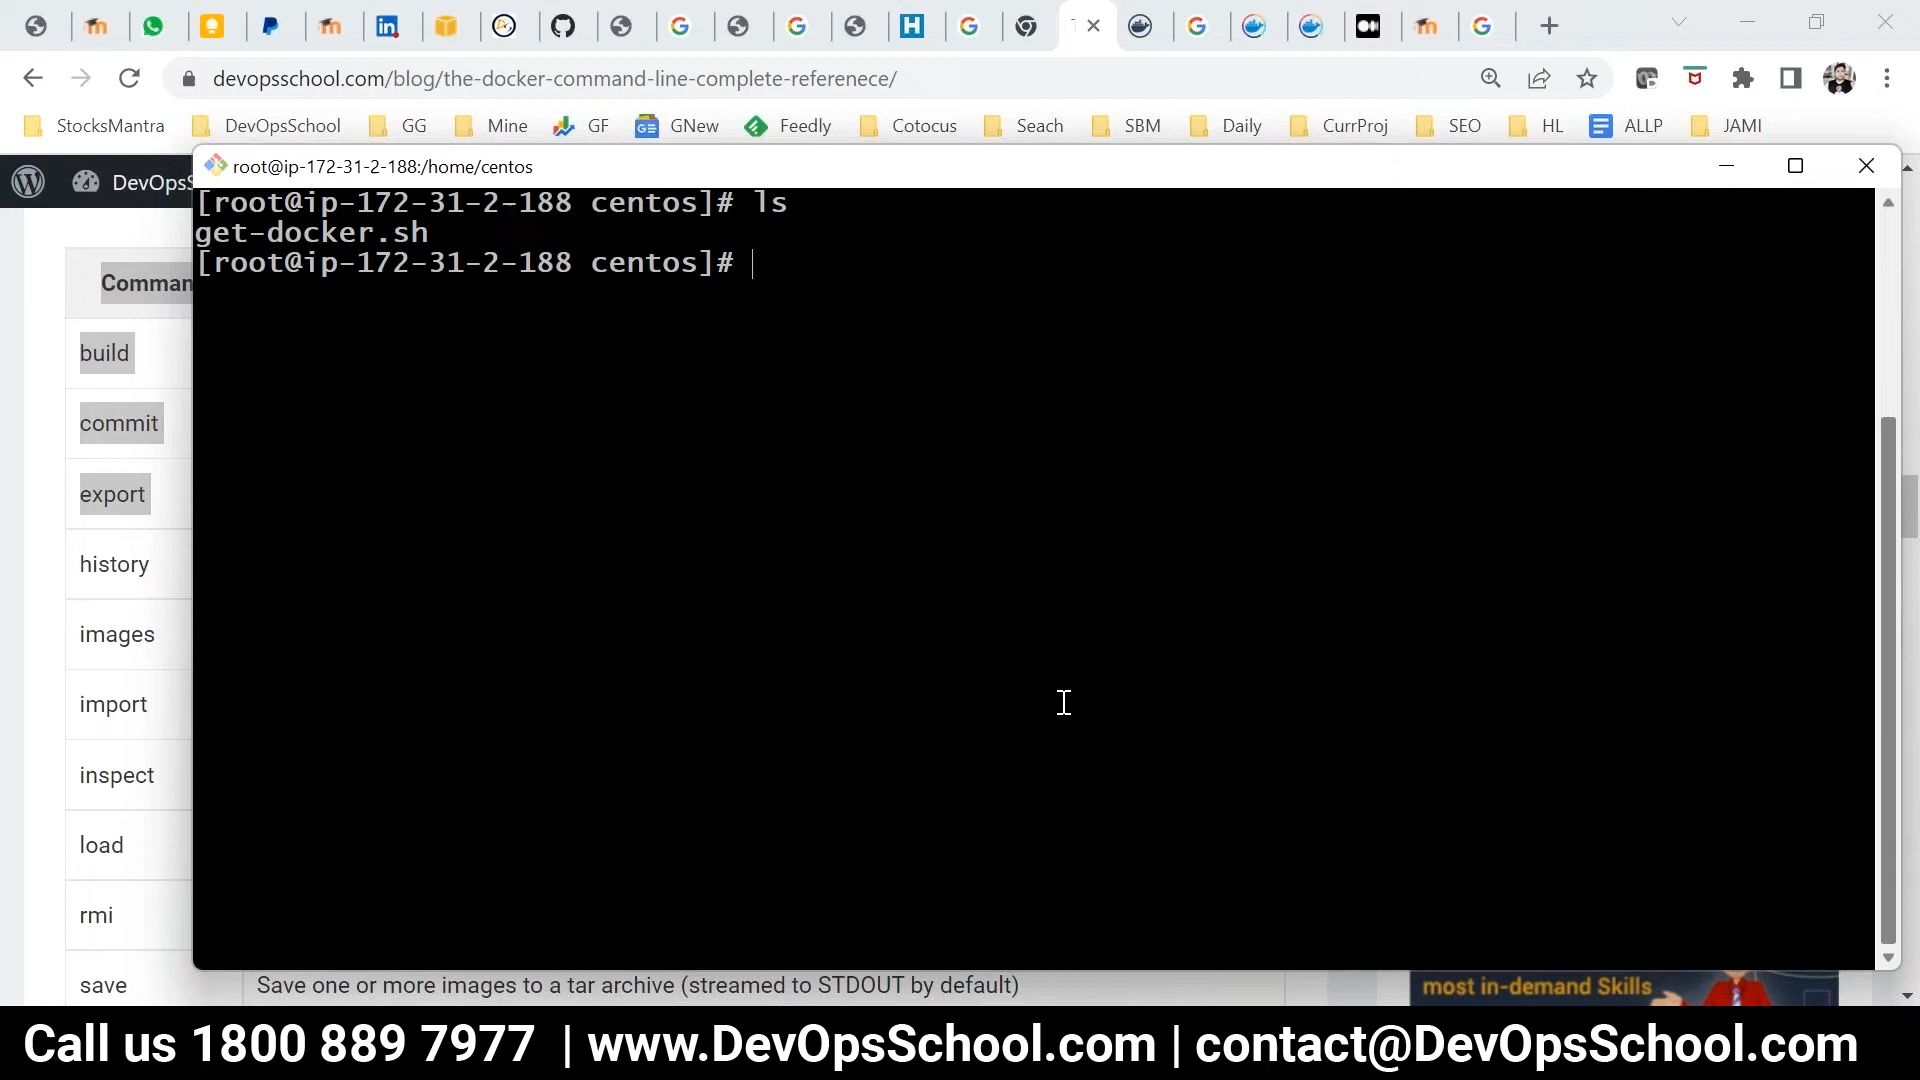 devopsschool.com/blog/the-docker-command-line-complete-referenece/
StocksMantra DevOpsSchool GG Mine GF GNew Feedly Cotocus Seach SBM Daily CurrProj SEO HL ALLP JAMI
DevOpsS
root@ip-172-31-2-188:/home/centos
[root@ip-172-31-2-188 centos]# ls
get-docker.sh
[root@ip-172-31-2-188 centos]#
Comman
build
commit
export
history
images
import
inspect
load
rmi
save Save one or more images to a tar archive (streamed to STDOUT by default)
most in-demand Skills
Call us 1800 889 7977 | www.DevOpsSchool.com | contact@DevOpsSchool.com